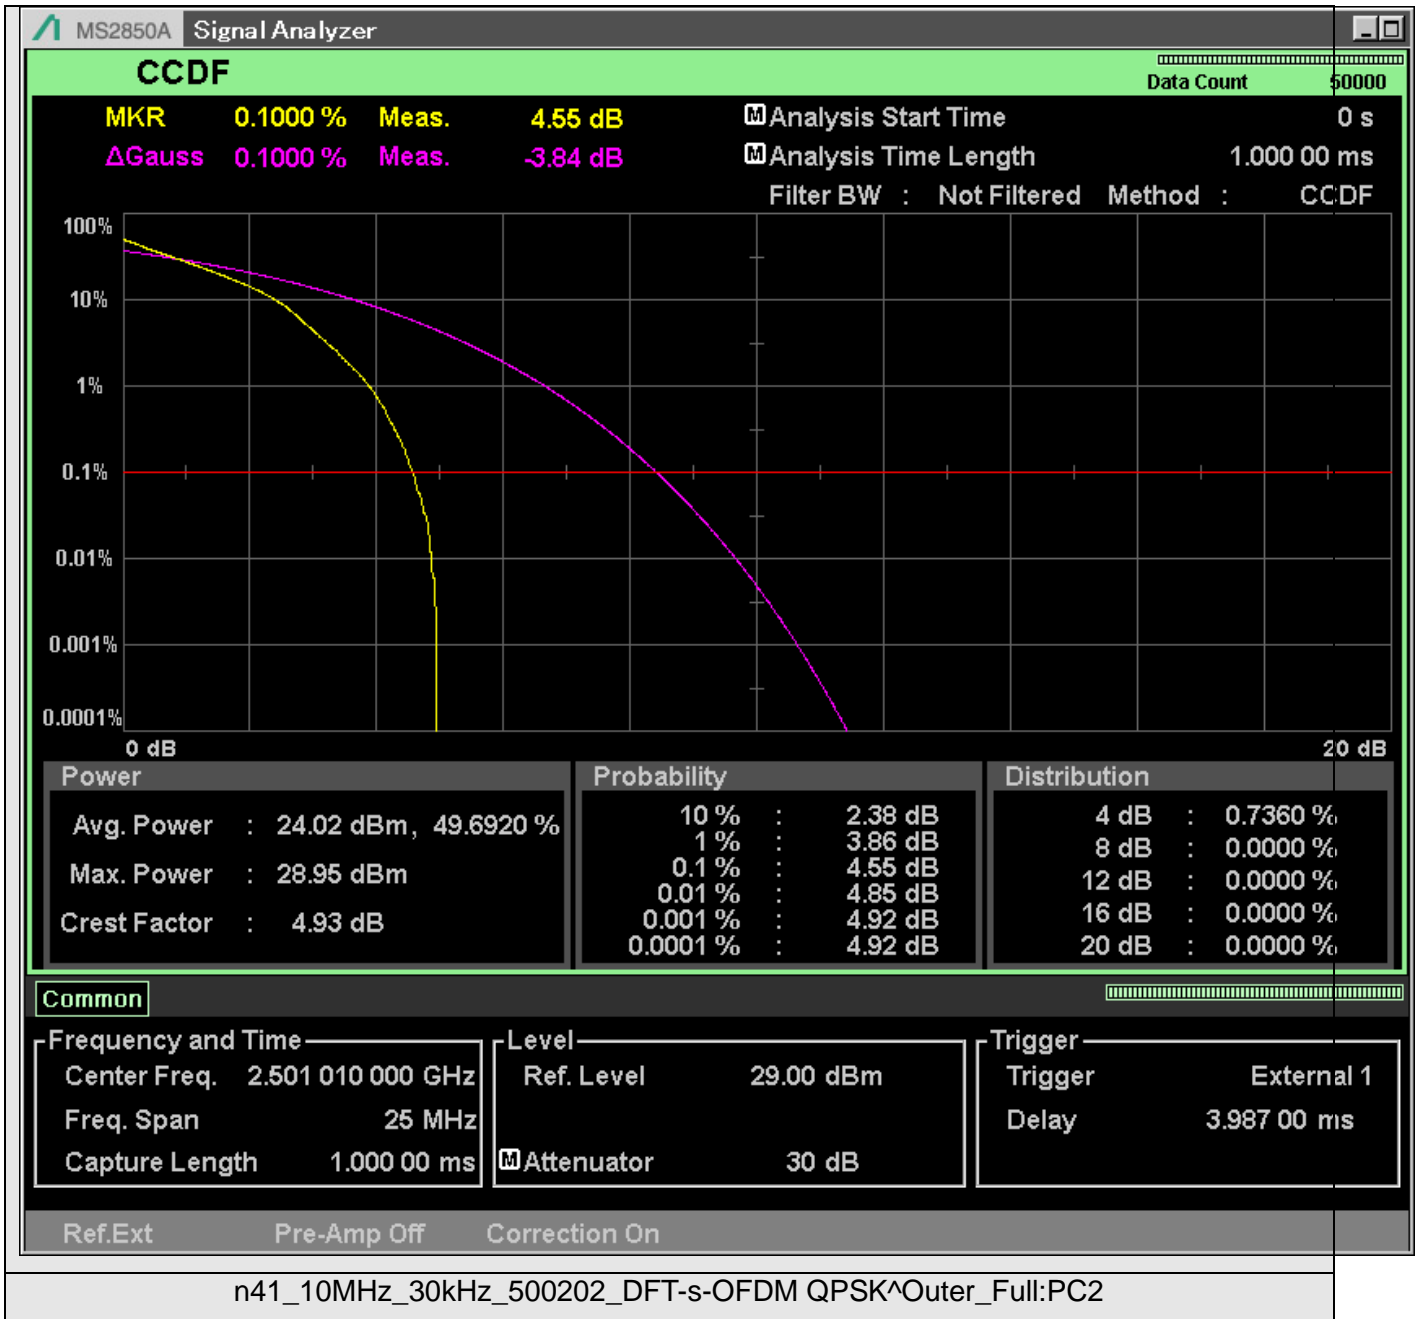 MS2850A Signal Analyzer
CCDF
Data Count 50000
MKR 0.1000 % Meas. 4.55 dB
ΔGauss 0.1000 % Meas. -3.84 dB
M Analysis Start Time 0 s
M Analysis Time Length 1.000 00 ms
Filter BW : Not Filtered Method : CCDF
100%
10%
1%
0.1%
0.01%
0.001%
0.0001%
0 dB 20 dB
Power
Avg. Power : 24.02 dBm, 49.6920 %
Max. Power : 28.95 dBm
Crest Factor : 4.93 dB
Probability
10 % : 2.38 dB
1 % : 3.86 dB
0.1 % : 4.55 dB
0.01 % : 4.85 dB
0.001 % : 4.92 dB
0.0001 % : 4.92 dB
Distribution
4 dB : 0.7360 %
8 dB : 0.0000 %
12 dB : 0.0000 %
16 dB : 0.0000 %
20 dB : 0.0000 %
Common
Frequency and Time
Center Freq. 2.501 010 000 GHz
Freq. Span 25 MHz
Capture Length 1.000 00 ms
Level
Ref. Level 29.00 dBm
M Attenuator 30 dB
Trigger
Trigger External 1
Delay 3.987 00 ms
Ref.Ext Pre-Amp Off Correction On
n41_10MHz_30kHz_500202_DFT-s-OFDM QPSK^Outer_Full:PC2